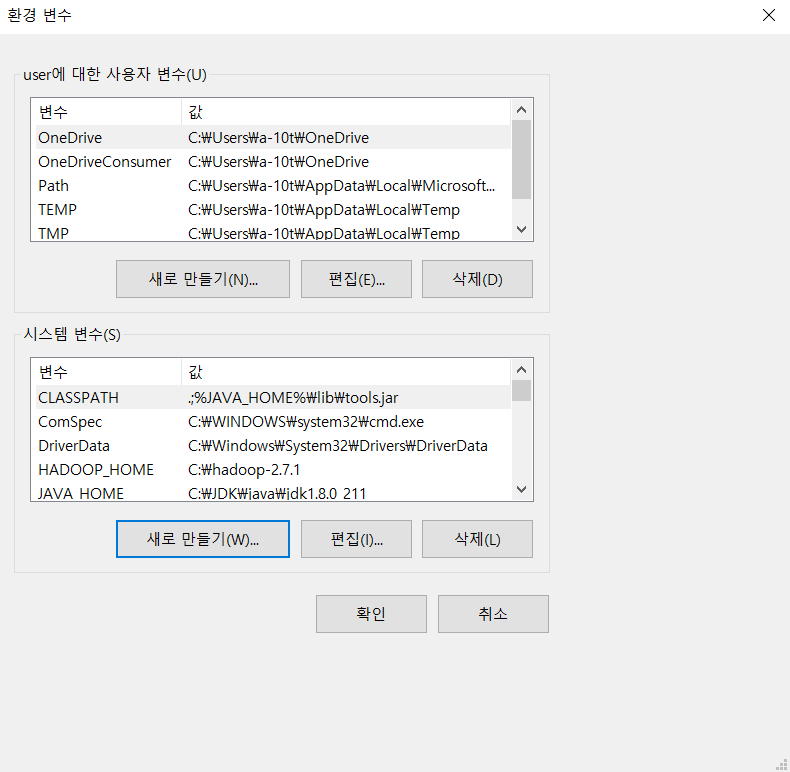 환경 변수
user에 대한 사용자 변수(U)
변수 값
OneDrive C:₩Users₩a-10t₩OneDrive
OneDriveConsumer C:₩Users₩a-10t₩OneDrive
Path C:₩Users₩a-10t₩AppData₩Local₩Microsoft...
TEMP C:₩Users₩a-10t₩AppData₩Local₩Temp
TMP C:₩Users₩a-10t₩AppData₩Local₩Temp
새로 만들기(N)... 편집(E)... 삭제(D)
시스템 변수(S)
변수 값
CLASSPATH .;%JAVA_HOME%₩lib₩tools.jar
ComSpec C:₩WINDOWS₩system32₩cmd.exe
DriverData C:₩Windows₩System32₩Drivers₩DriverData
HADOOP_HOME C:₩hadoop-2.7.1
JAVA_HOME C:₩JDK₩java₩jdk1.8.0_211
새로 만들기(W)... 편집(I)... 삭제(L)
확인 취소